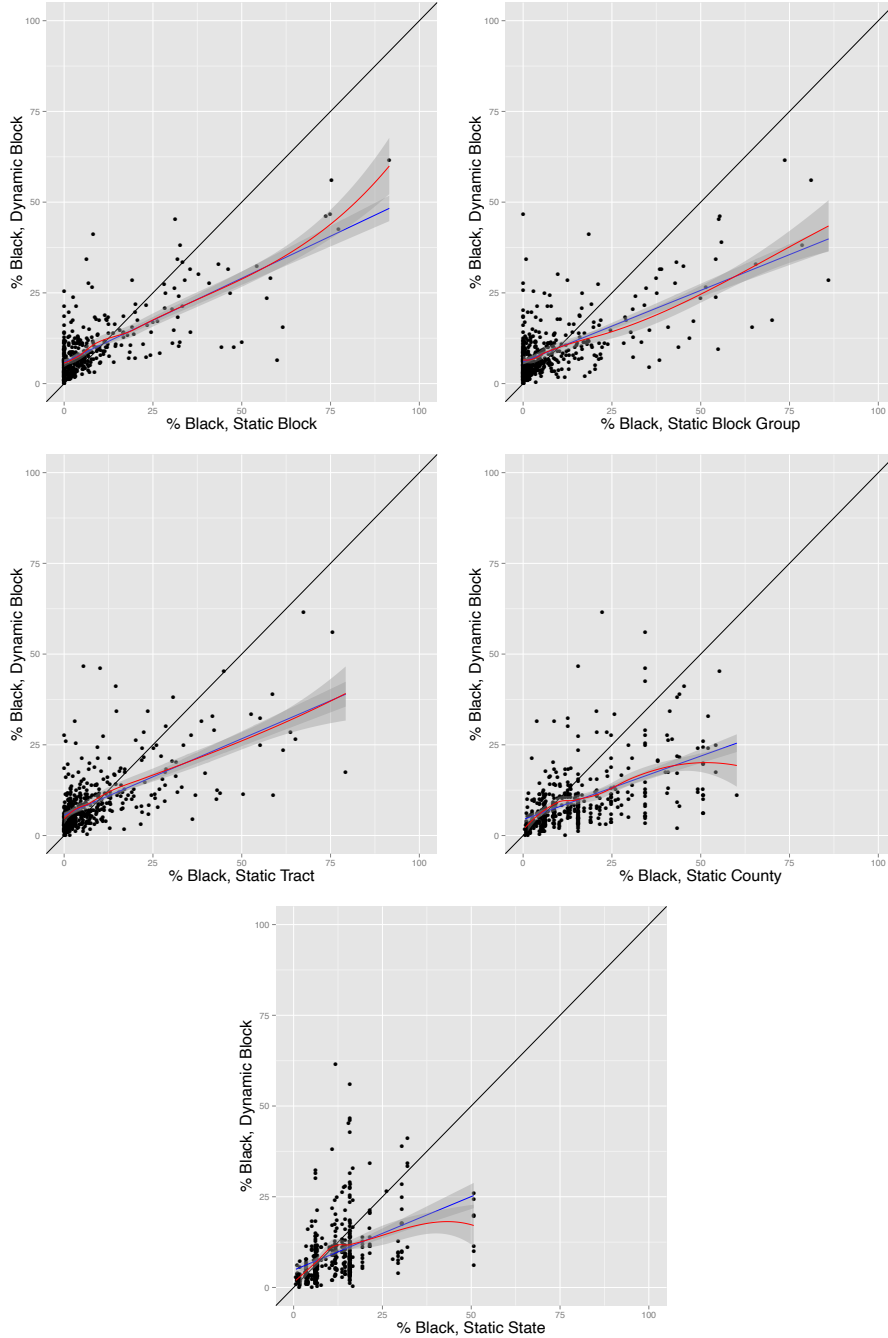 100
75
50
25
0
% Black, Dynamic Block
0 25 50 75 100
% Black, Static Block
100
75
50
25
0
% Black, Dynamic Block
0 25 50 75 100
% Black, Static Block Group
100
75
50
25
0
% Black, Dynamic Block
0 25 50 75 100
% Black, Static Tract
100
75
50
25
0
% Black, Dynamic Block
0 25 50 75 100
% Black, Static County
100
75
50
25
0
% Black, Dynamic Block
0 25 50 75 100
% Black, Static State